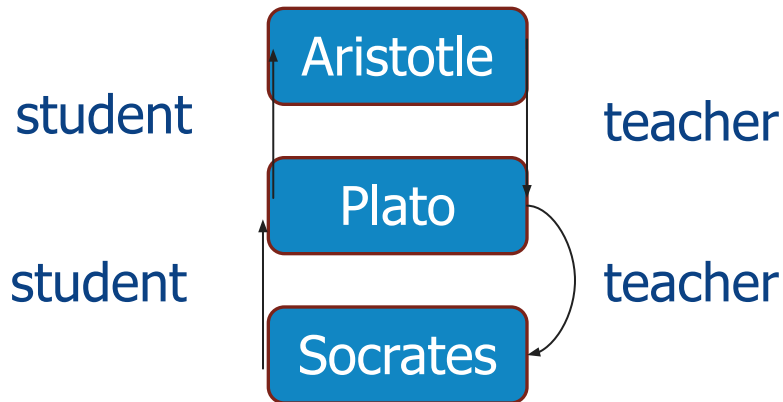 Aristotle
student
teacher
Plato
student
teacher
Socrates